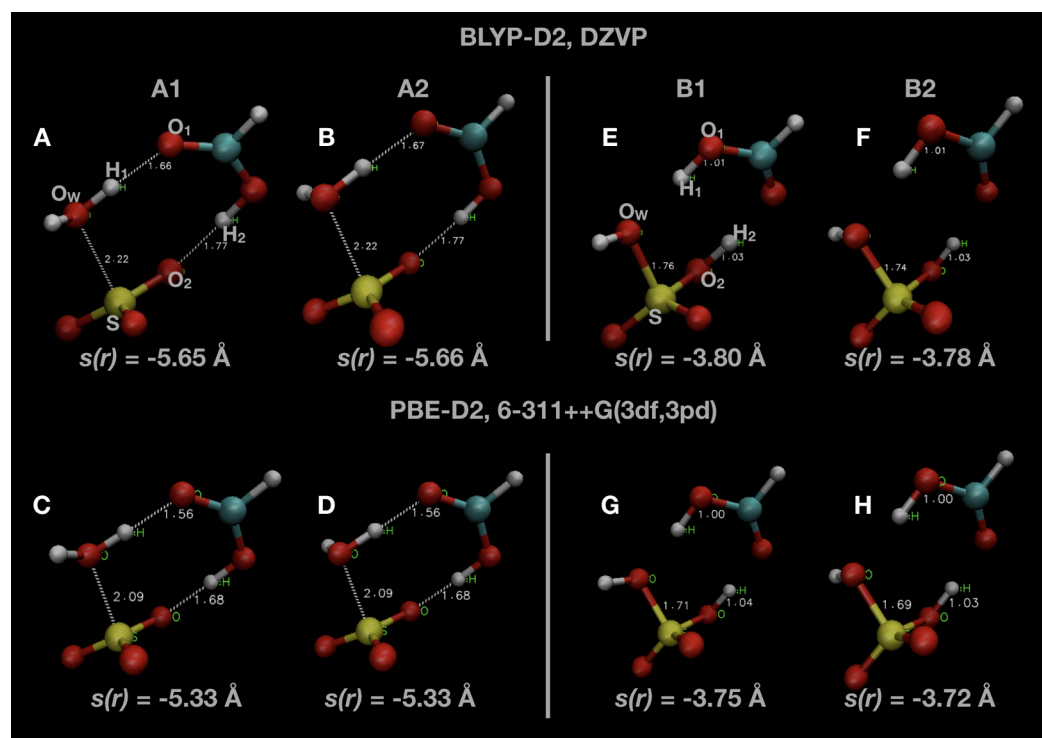 BLYP-D2, DZVP
A1 A2 B1 B2
A B E F
O1 O1
1.66 1.67 1.01 1.01
H1 H H H1 H H
OW OW
H2 H H H2 H H
1.77 1.77 1.03 1.03
2.22 2.22 1.76 1.74
O2 O O2 O
S S
s(r) = -5.65 Å s(r) = -5.66 Å s(r) = -3.80 Å s(r) = -3.78 Å
PBE-D2, 6-311++G(3df,3pd)
C D G H
O O O O
1.56 1.56 1.00 1.00
:H :H :H :H
O O O O
:H :H :H :H
2.09 1.68 2.09 1.68 1.71 1.04 1.69 1.03
O O O O
S S
s(r) = -5.33 Å s(r) = -5.33 Å s(r) = -3.75 Å s(r) = -3.72 Å